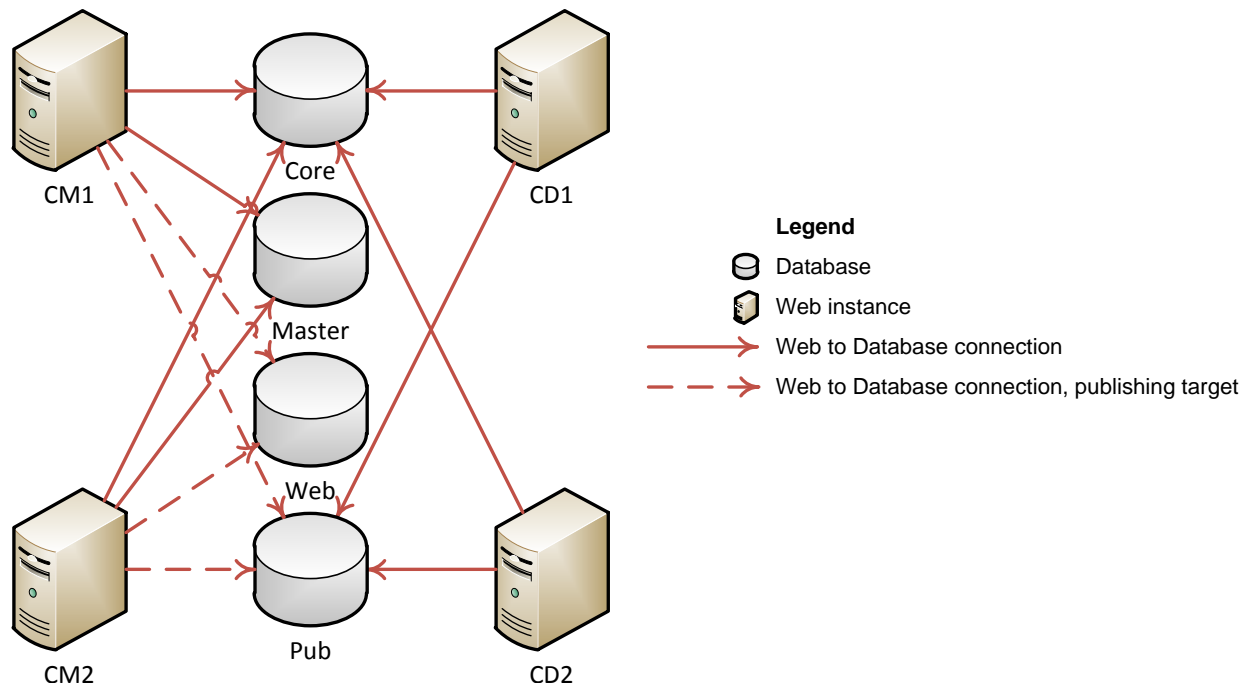 Core
CM1
CD1
Master
Web
Pub
CM2
CD2
Legend
Database
Web instance
Web to Database connection
Web to Database connection, publishing target